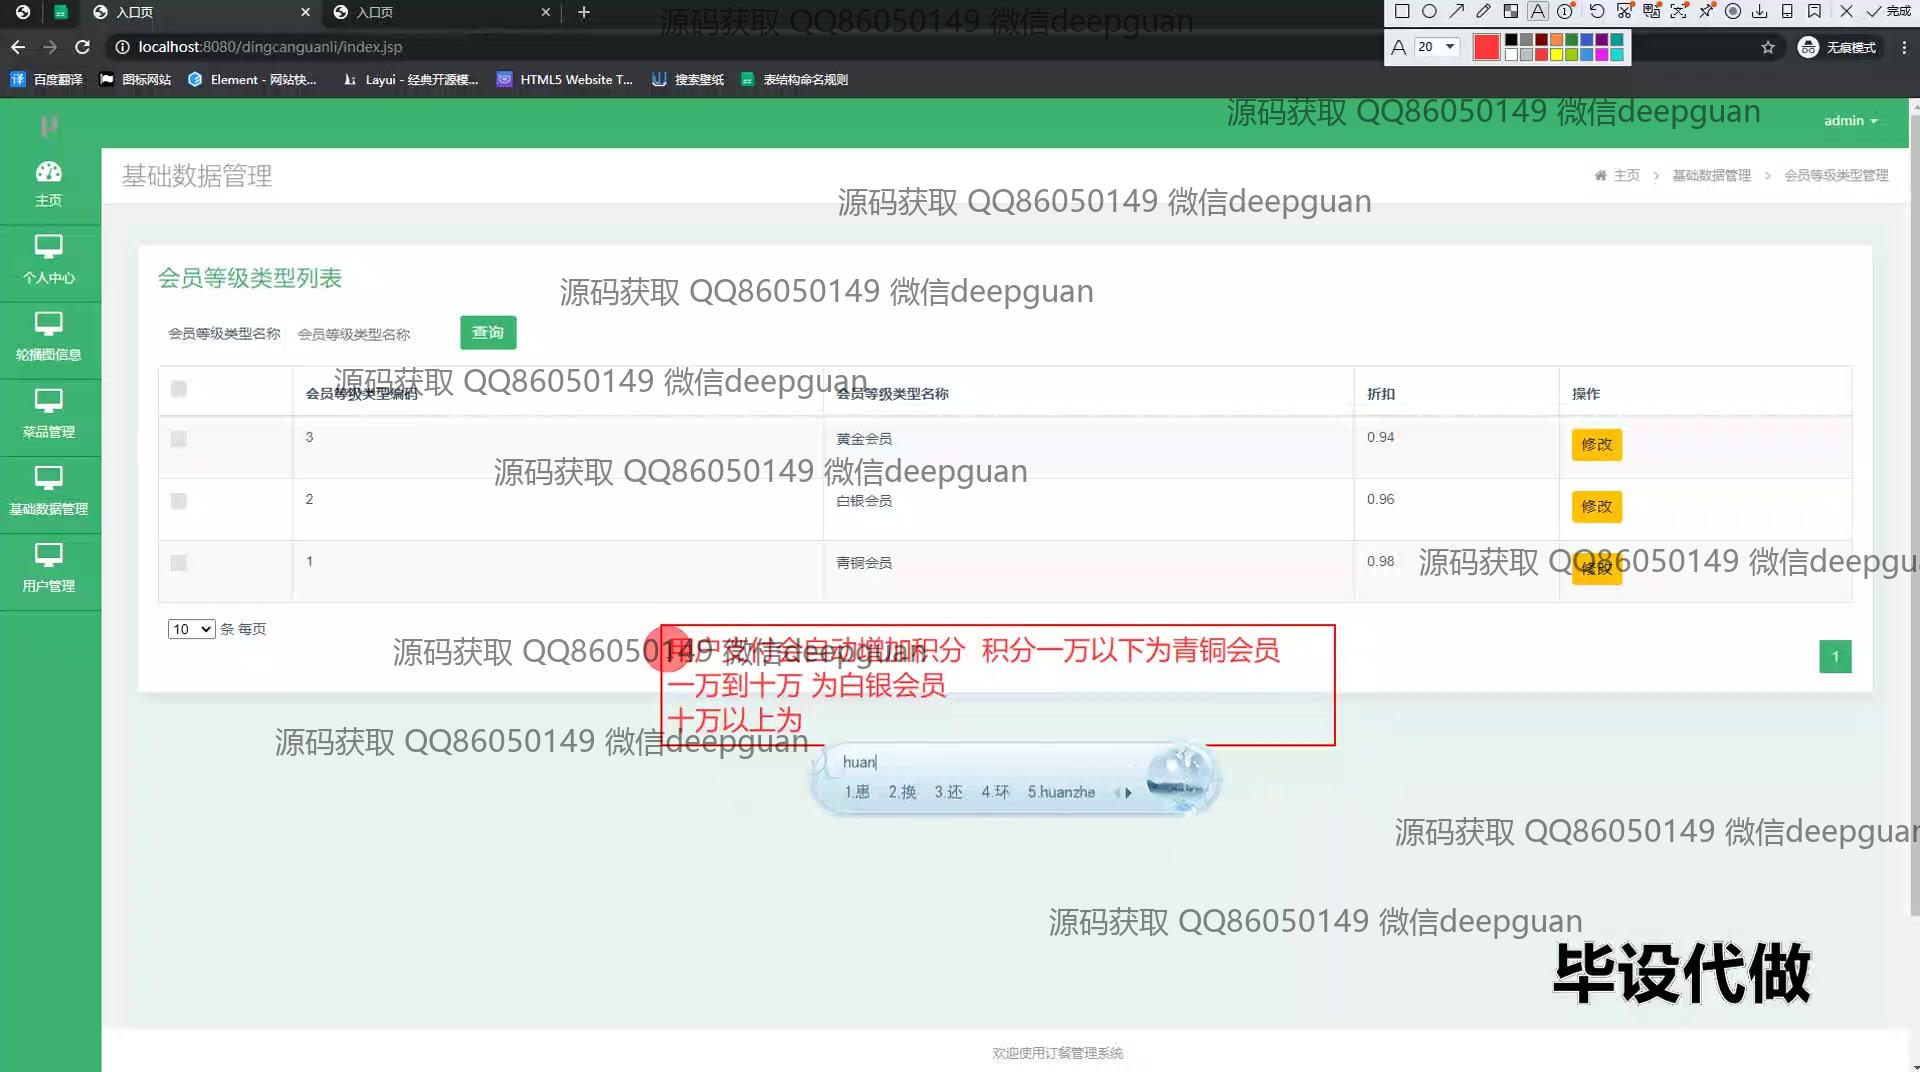 入口页
入口页
源码获取 QQ86050149 微信deepguan
完成
localhost:8080/dingcanguanli/index.jsp
A 20
无痕模式
百度翻译
图标网站
Element - 网站快...
Layui - 经典开源模...
HTML5 Website T...
搜索壁纸
表结构命名规则
源码获取 QQ86050149 微信deepguan
admin
主页
基础数据管理
主页 > 基础数据管理 > 会员等级类型管理
源码获取 QQ86050149 微信deepguan
个人中心
会员等级类型列表
源码获取 QQ86050149 微信deepguan
会员等级类型名称 会员等级类型名称 查询
轮播图信息
源码获取 QQ86050149 微信deepguan
会员等级类型编码 会员等级类型名称 折扣 操作
菜品管理
3 黄金会员 0.94 修改
源码获取 QQ86050149 微信deepguan
2 白银会员 0.96 修改
基础数据管理
1 青铜会员 0.98 修改
源码获取 QQ86050149 微信deepgu
用户管理
10 条 每页
源码获取 QQ86050149 微信deepguan
用户支付会自动增加积分 积分一万以下为青铜会员
一万到十万 为白银会员
十万以上为
1
源码获取 QQ86050149 微信deepguan
huan
1.患 2.换 3.还 4.环 5.huanzhe
源码获取 QQ86050149 微信deepguan
源码获取 QQ86050149 微信deepguan
毕设代做
欢迎使用订餐管理系统